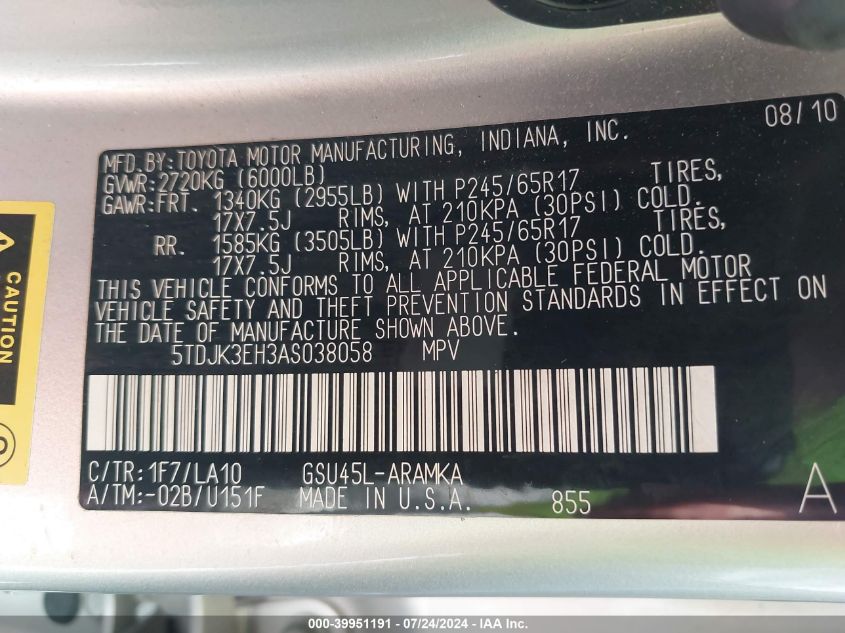 08/10
MFD.BY:TOYOTA MOTOR MANUFACTURING, INDIANA, INC.
GVWR:2720KG (6000LB)
GAWR:FRT. 1340KG (2955LB) WITH P245/65R17 TIRES,
17X7.5J RIMS, AT 210KPA (30PSI) COLD.
RR. 1585KG (3505LB) WITH P245/65R17 TIRES,
17X7.5J RIMS, AT 210KPA (30PSI) COLD.
THIS VEHICLE CONFORMS TO ALL APPLICABLE FEDERAL MOTOR
VEHICLE SAFETY AND THEFT PREVENTION STANDARDS IN EFFECT ON
THE DATE OF MANUFACTURE SHOWN ABOVE.
5TDJK3EH3AS038058 MPV
C/TR:1F7/LA10 GSU45L-ARAMKA
A/TM:-02B/U151F MADE IN U.S.A. 855 A
CAUTION
000-39951191 - 07/24/2024 - IAA Inc.